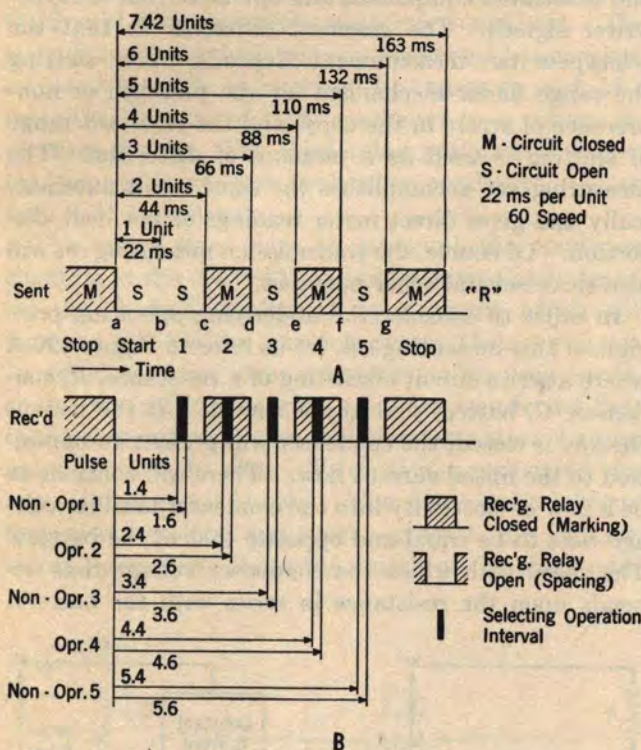 7.42 Units
6 Units
163 ms
5 Units
132 ms
4 Units
110 ms
3 Units
88 ms
2 Units
66 ms
1 Unit
44 ms
22 ms
M - Circuit Closed
S - Circuit Open
22 ms per Unit
60 Speed
Sent M S S M S M S M "R"
a b c d e f g
Stop Start 1 2 3 4 5 Stop
Time
A
Rec'd
Pulse Units
Non - Opr. 1 1.4
1.6
Opr. 2 2.4
2.6
Non - Opr. 3 3.4
3.6
Opr. 4 4.4
4.6
Non - Opr. 5 5.4
5.6
Rec'g. Relay
Closed (Marking)
Rec'g. Relay
Open (Spacing)
Selecting Operation
Interval
B